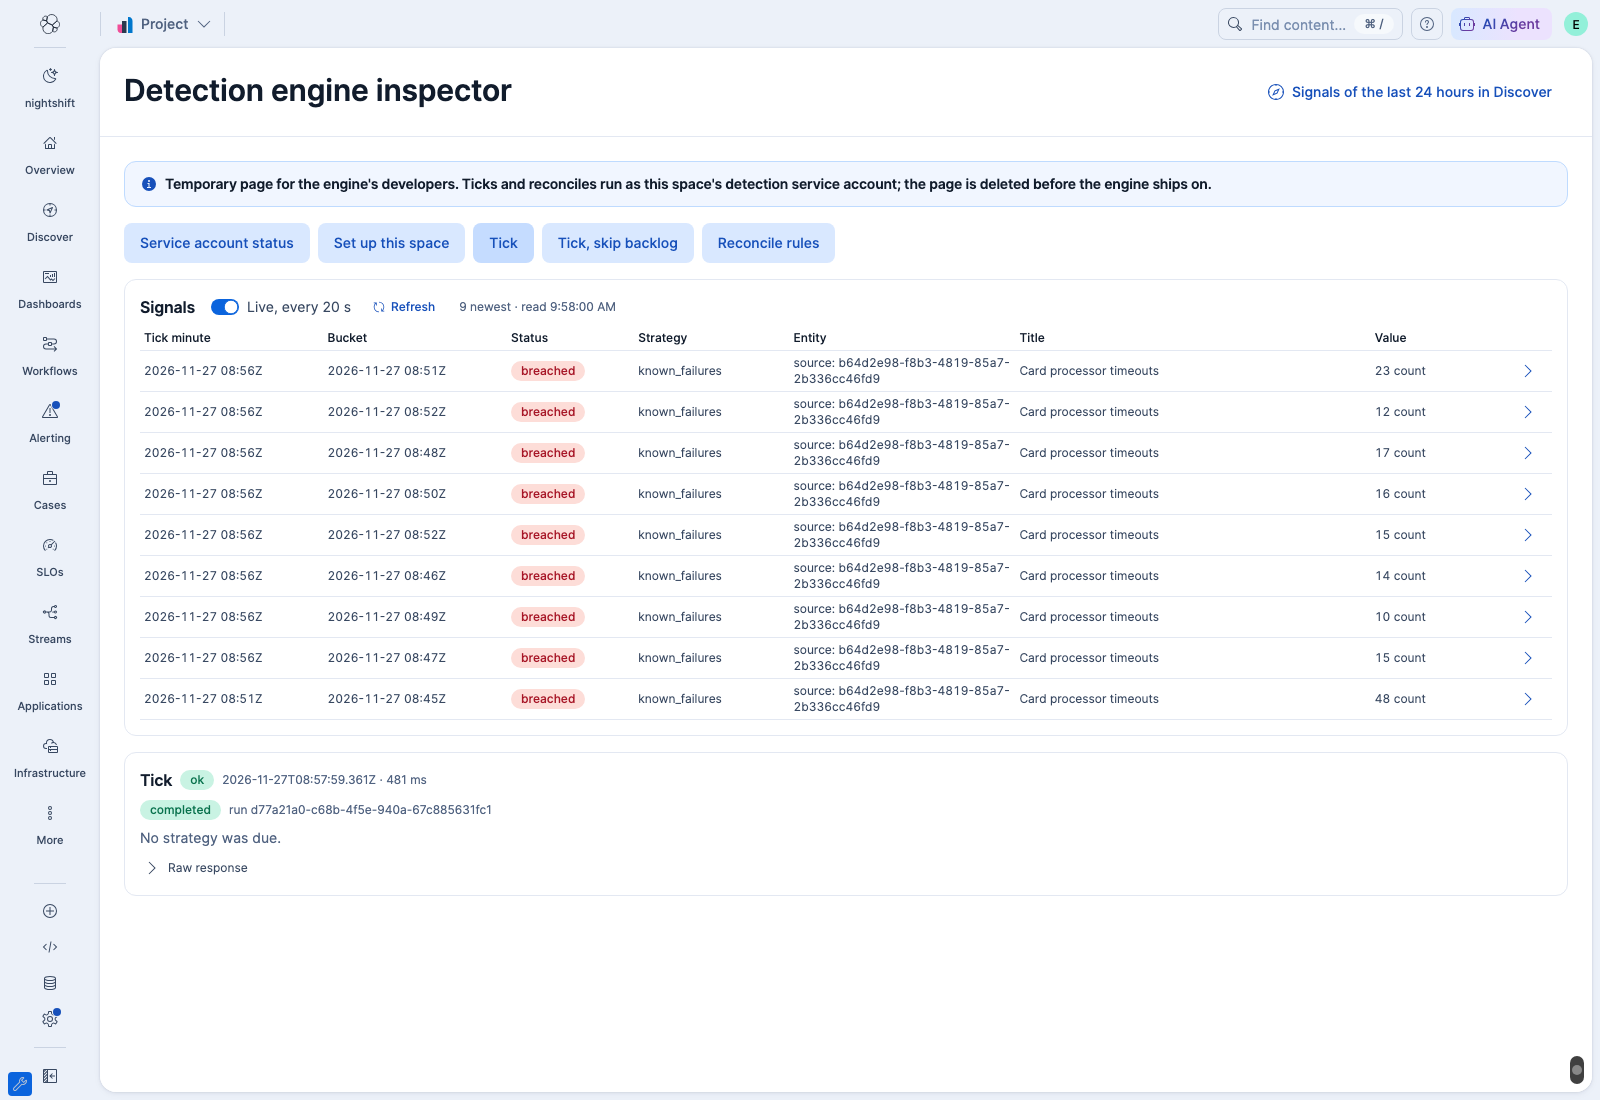 Project
Find content...
⌘ /
AI Agent
E
nightshift
Overview
Discover
Dashboards
Workflows
Alerting
Cases
SLOs
Streams
Applications
Infrastructure
More
Detection engine inspector
Signals of the last 24 hours in Discover
Temporary page for the engine's developers. Ticks and reconciles run as this space's detection service account; the page is deleted before the engine ships on.
Service account status
Set up this space
Tick
Tick, skip backlog
Reconcile rules
Signals
Live, every 20 s
Refresh
9 newest · read 9:58:00 AM
Tick minute Bucket Status Strategy Entity Title Value
2026-11-27 08:56Z 2026-11-27 08:51Z breached known_failures source: b64d2e98-f8b3-4819-85a7-
2b336cc46fd9 Card processor timeouts 23 count
2026-11-27 08:56Z 2026-11-27 08:52Z breached known_failures source: b64d2e98-f8b3-4819-85a7-
2b336cc46fd9 Card processor timeouts 12 count
2026-11-27 08:56Z 2026-11-27 08:48Z breached known_failures source: b64d2e98-f8b3-4819-85a7-
2b336cc46fd9 Card processor timeouts 17 count
2026-11-27 08:56Z 2026-11-27 08:50Z breached known_failures source: b64d2e98-f8b3-4819-85a7-
2b336cc46fd9 Card processor timeouts 16 count
2026-11-27 08:56Z 2026-11-27 08:52Z breached known_failures source: b64d2e98-f8b3-4819-85a7-
2b336cc46fd9 Card processor timeouts 15 count
2026-11-27 08:56Z 2026-11-27 08:46Z breached known_failures source: b64d2e98-f8b3-4819-85a7-
2b336cc46fd9 Card processor timeouts 14 count
2026-11-27 08:56Z 2026-11-27 08:49Z breached known_failures source: b64d2e98-f8b3-4819-85a7-
2b336cc46fd9 Card processor timeouts 10 count
2026-11-27 08:56Z 2026-11-27 08:47Z breached known_failures source: b64d2e98-f8b3-4819-85a7-
2b336cc46fd9 Card processor timeouts 15 count
2026-11-27 08:51Z 2026-11-27 08:45Z breached known_failures source: b64d2e98-f8b3-4819-85a7-
2b336cc46fd9 Card processor timeouts 48 count
Tick ok 2026-11-27T08:57:59.361Z · 481 ms
completed run d77a21a0-c68b-4f5e-940a-67c885631fc1
No strategy was due.
Raw response